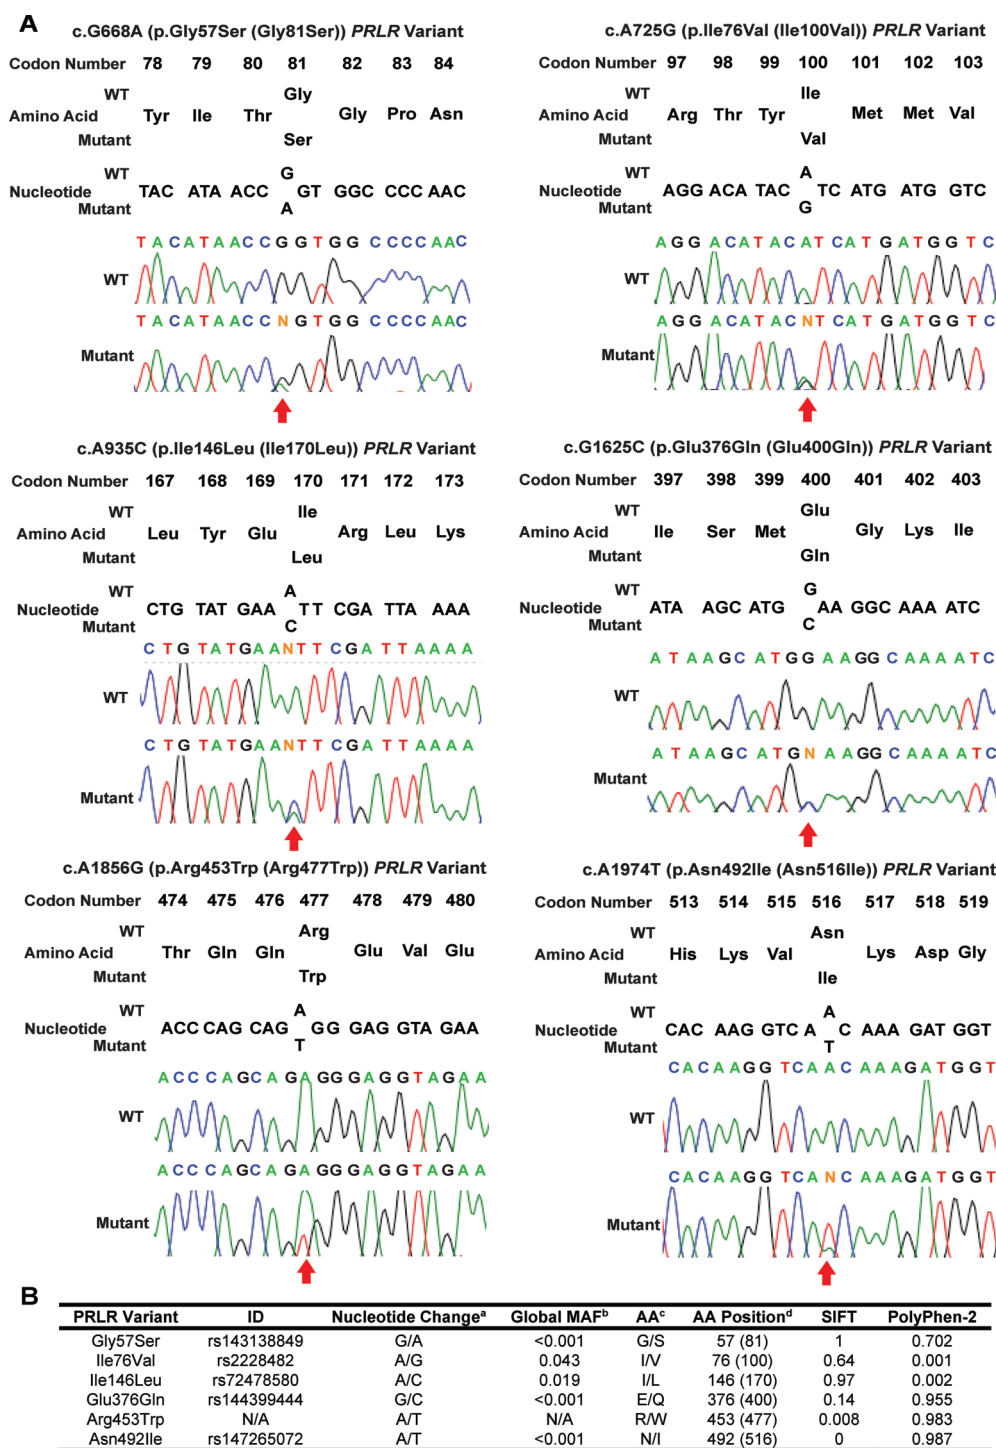 A
c.G668A (p.Gly57Ser (Gly81Ser)) PRLR Variant
Codon Number 78 79 80 81 82 83 84
WT Gly
Amino Acid Tyr Ile Thr Gly Pro Asn
Mutant Ser
WT G
Nucleotide TAC ATA ACC GT GGC CCC AAC
Mutant A
T A C A T A A C C G G T G G C C C C A A C
WT
T A C A T A A C C N G T G G C C C C A A C
Mutant
c.A725G (p.Ile76Val (Ile100Val)) PRLR Variant
Codon Number 97 98 99 100 101 102 103
WT Ile
Amino Acid Arg Thr Tyr Met Met Val
Mutant Val
WT A
Nucleotide AGG ACA TAC TC ATG ATG GTC
Mutant G
A G G A C A T A C A T C A T G A T G G T C
WT
A G G A C A T A C N T C A T G A T G G T C
Mutant
c.A935C (p.Ile146Leu (Ile170Leu)) PRLR Variant
Codon Number 167 168 169 170 171 172 173
WT Ile
Amino Acid Leu Tyr Glu Arg Leu Lys
Mutant Leu
WT A
Nucleotide CTG TAT GAA TT CGA TTA AAA
Mutant C
C T G T A T G A A N T T C G A T T A A A A
WT
C T G T A T G A A N T T C G A T T A A A A
Mutant
c.G1625C (p.Glu376Gln (Glu400Gln)) PRLR Variant
Codon Number 397 398 399 400 401 402 403
WT Glu
Amino Acid Ile Ser Met Gly Lys Ile
Mutant Gln
WT G
Nucleotide ATA AGC ATG AA GGC AAA ATC
Mutant C
A T A A G C A T G G A A G G C A A A A T C
WT
A T A A G C A T G N A A G G C A A A A T C
Mutant
c.A1856G (p.Arg453Trp (Arg477Trp)) PRLR Variant
Codon Number 474 475 476 477 478 479 480
WT Arg
Amino Acid Thr Gln Gln Glu Val Glu
Mutant Trp
WT A
Nucleotide ACC CAG CAG GG GAG GTA GAA
Mutant T
A C C C A G C A G A G G G A G G T A G A A
WT
A C C C A G C A G A G G G A G G T A G A A
Mutant
c.A1974T (p.Asn492Ile (Asn516Ile)) PRLR Variant
Codon Number 513 514 515 516 517 518 519
WT Asn
Amino Acid His Lys Val Lys Asp Gly
Mutant Ile
WT A
Nucleotide CAC AAG GTC A C AAA GAT GGT
Mutant T
C A C A A G G T C A A C A A A G A T G G T
WT
C A C A A G G T C A N C A A A G A T G G T
Mutant
B
PRLR Variant ID Nucleotide Changeᵃ Global MAFᵇ AAᶜ AA Positionᵈ SIFT PolyPhen-2
Gly57Ser rs143138849 G/A <0.001 G/S 57 (81) 1 0.702
Ile76Val rs2228482 A/G 0.043 I/V 76 (100) 0.64 0.001
Ile146Leu rs72478580 A/C 0.019 I/L 146 (170) 0.97 0.002
Glu376Gln rs144399444 G/C <0.001 E/Q 376 (400) 0.14 0.955
Arg453Trp N/A A/T N/A R/W 453 (477) 0.008 0.983
Asn492Ile rs147265072 A/T <0.001 N/I 492 (516) 0 0.987